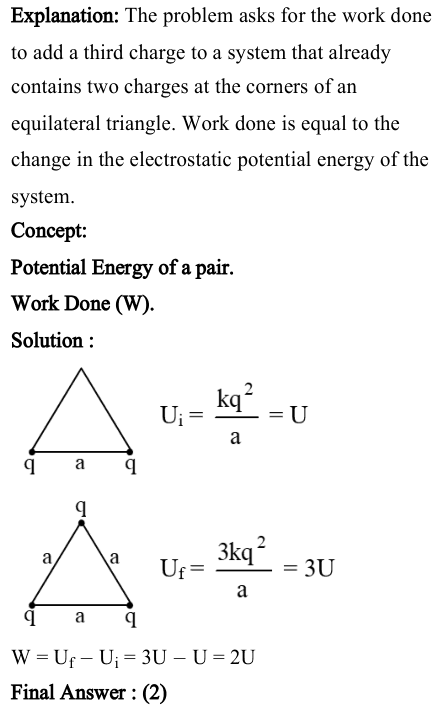 Explanation: The problem asks for the work done
to add a third charge to a system that already
contains two charges at the corners of an
equilateral triangle. Work done is equal to the
change in the electrostatic potential energy of the
system.
Concept:
Potential Energy of a pair.
Work Done (W).
Solution :
q a q
Uᵢ = kq²/a = U
q
a a
q a q
U_f = 3kq²/a = 3U
W = U_f – Uᵢ = 3U – U = 2U
Final Answer : (2)